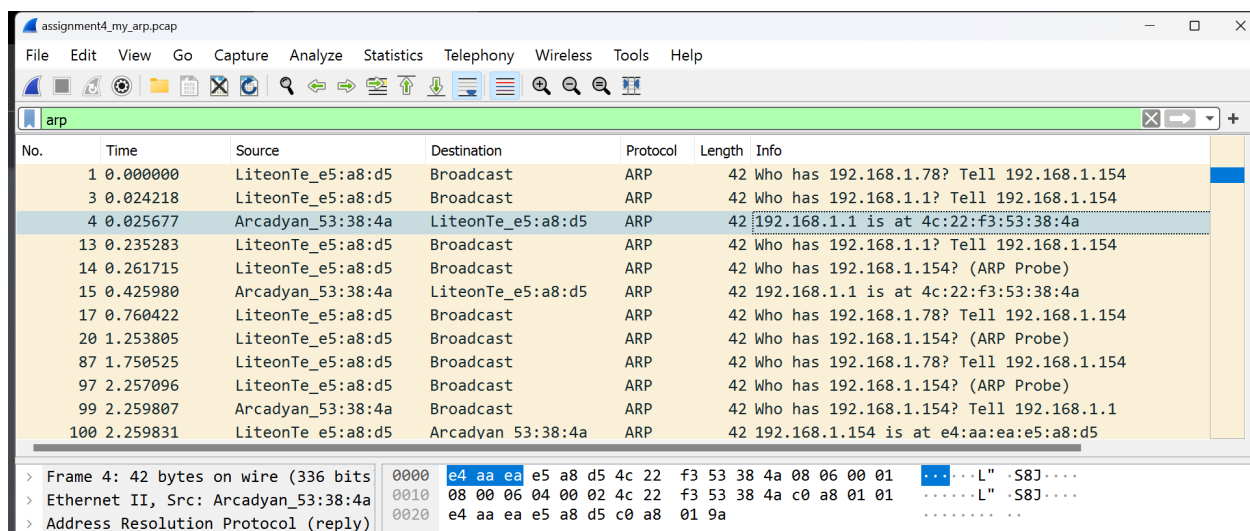 assignment4_my_arp.pcap
File Edit View Go Capture Analyze Statistics Telephony Wireless Tools Help
arp
No. Time Source Destination Protocol Length Info
1 0.000000 LiteonTe_e5:a8:d5 Broadcast ARP 42 Who has 192.168.1.78? Tell 192.168.1.154
3 0.024218 LiteonTe_e5:a8:d5 Broadcast ARP 42 Who has 192.168.1.1? Tell 192.168.1.154
4 0.025677 Arcadyan_53:38:4a LiteonTe_e5:a8:d5 ARP 42 192.168.1.1 is at 4c:22:f3:53:38:4a
13 0.235283 LiteonTe_e5:a8:d5 Broadcast ARP 42 Who has 192.168.1.1? Tell 192.168.1.154
14 0.261715 LiteonTe_e5:a8:d5 Broadcast ARP 42 Who has 192.168.1.154? (ARP Probe)
15 0.425980 Arcadyan_53:38:4a LiteonTe_e5:a8:d5 ARP 42 192.168.1.1 is at 4c:22:f3:53:38:4a
17 0.760422 LiteonTe_e5:a8:d5 Broadcast ARP 42 Who has 192.168.1.78? Tell 192.168.1.154
20 1.253805 LiteonTe_e5:a8:d5 Broadcast ARP 42 Who has 192.168.1.154? (ARP Probe)
87 1.750525 LiteonTe_e5:a8:d5 Broadcast ARP 42 Who has 192.168.1.78? Tell 192.168.1.154
97 2.257096 LiteonTe_e5:a8:d5 Broadcast ARP 42 Who has 192.168.1.154? (ARP Probe)
99 2.259807 Arcadyan_53:38:4a Broadcast ARP 42 Who has 192.168.1.154? Tell 192.168.1.1
100 2.259831 LiteonTe_e5:a8:d5 Arcadyan_53:38:4a ARP 42 192.168.1.154 is at e4:aa:ea:e5:a8:d5
> Frame 4: 42 bytes on wire (336 bits
> Ethernet II, Src: Arcadyan_53:38:4a
> Address Resolution Protocol (reply)
0000 e4 aa ea e5 a8 d5 4c 22 f3 53 38 4a 08 06 00 01 ······L" ·S8J····
0010 08 00 06 04 00 02 4c 22 f3 53 38 4a c0 a8 01 01 ······L" ·S8J····
0020 e4 aa ea e5 a8 d5 c0 a8 01 9a ········ ··